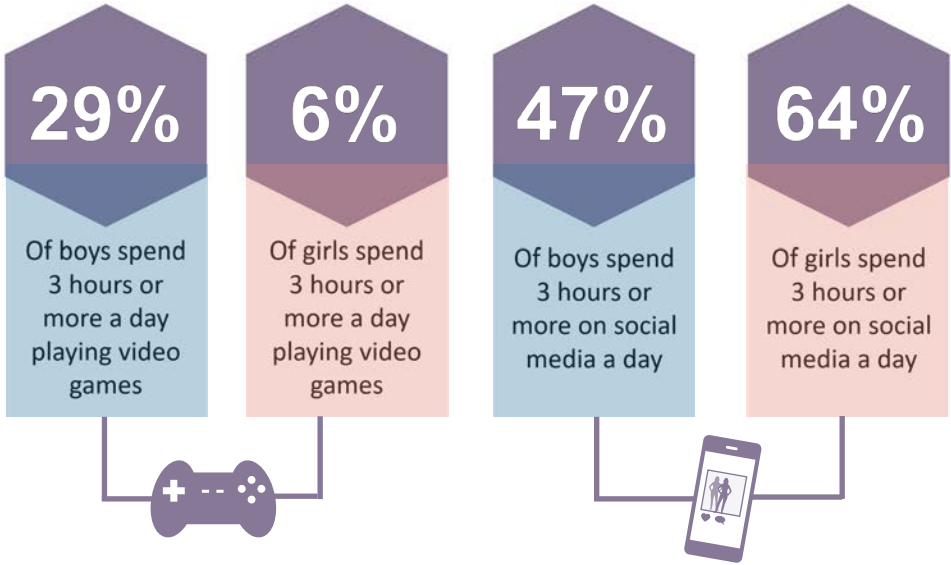 29%
Of boys spend
3 hours or
more a day
playing video
games
6%
Of girls spend
3 hours or
more a day
playing video
games
47%
Of boys spend
3 hours or
more on social
media a day
64%
Of girls spend
3 hours or
more on social
media a day